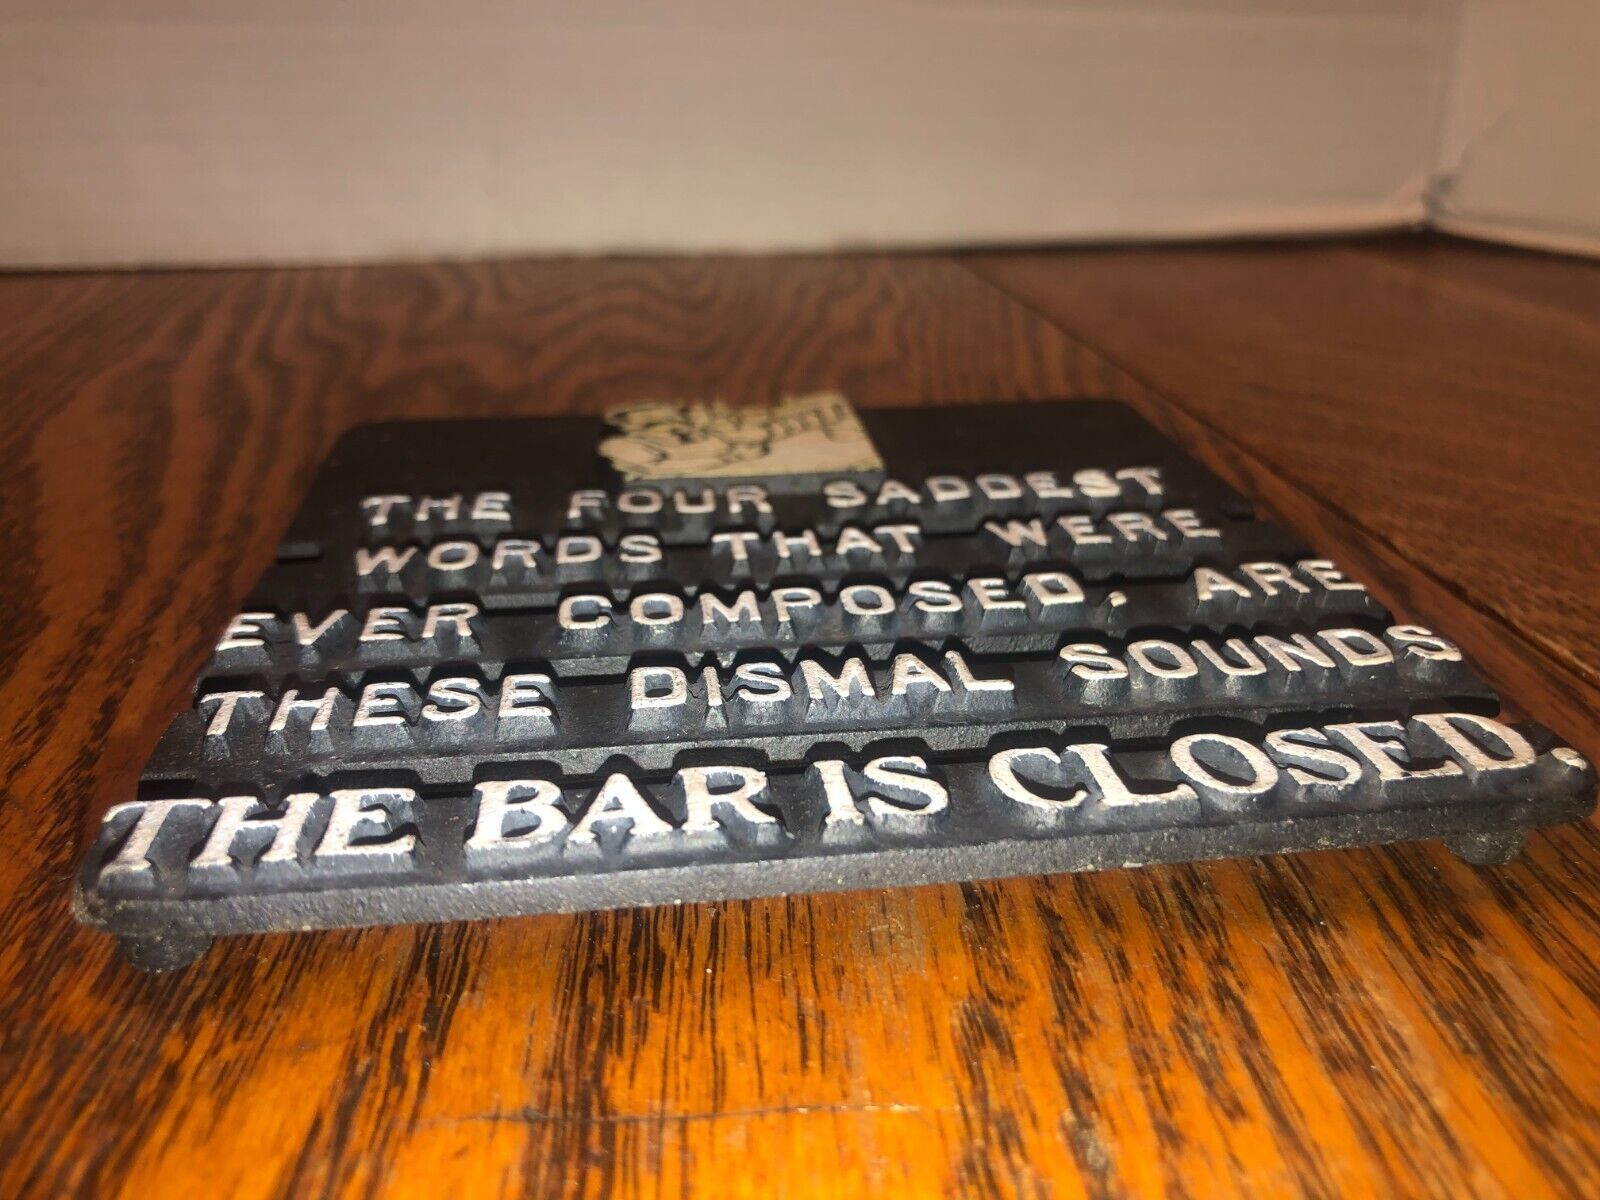 THE FOUR SADDEST
WORDS THAT WERE
EVER COMPOSED, ARE
THESE DISMAL SOUNDS
THE BAR IS CLOSED.